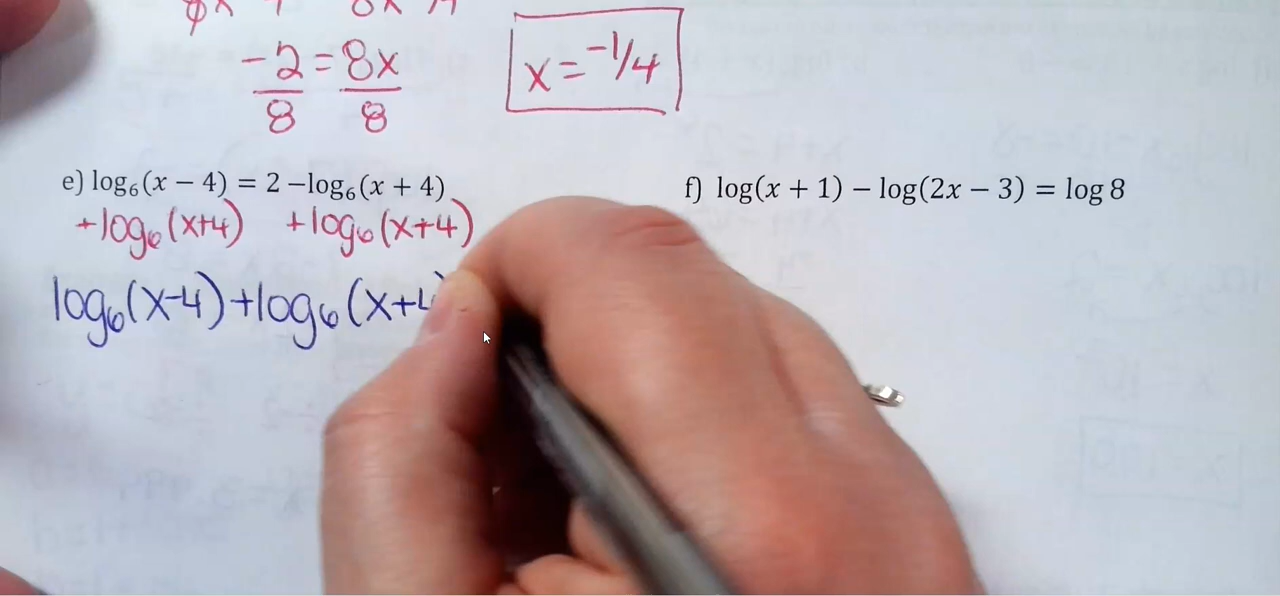 -2 = 8x
8 8
x = -1/4
e) log₆(x − 4) = 2 −log₆(x + 4)
+log₆(x+4) +log₆(x+4)
log₆(x-4)+log₆(x+4)
f) log(x + 1) − log(2x − 3) = log 8